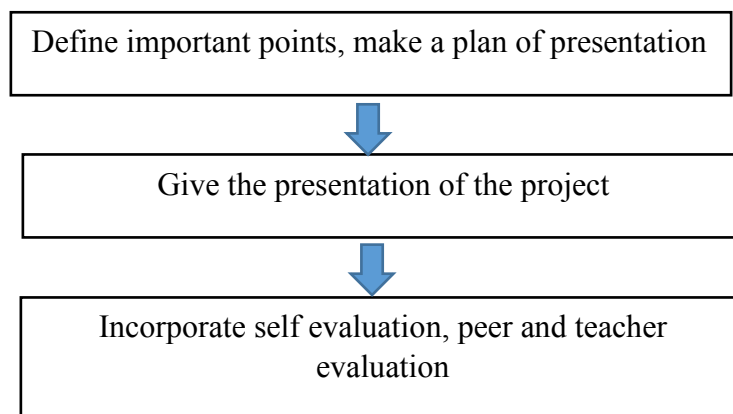 Define important points, make a plan of presentation
Give the presentation of the project
Incorporate self evaluation, peer and teacher
evaluation